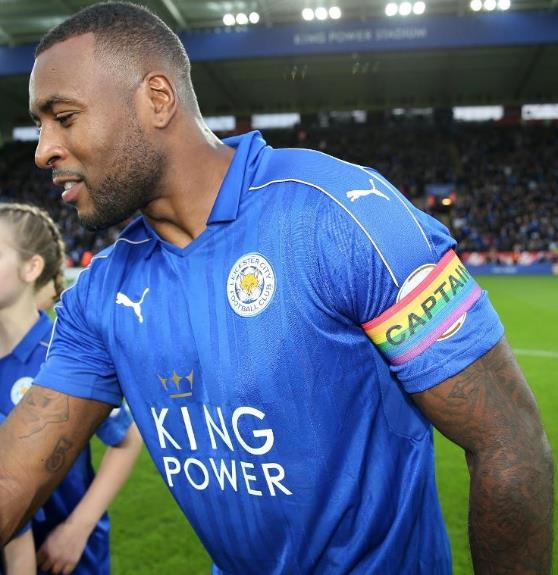 KING POWER STADIUM
LEICESTER CITY
FOOTBALL CLUB
CAPTAIN
KING
POWER